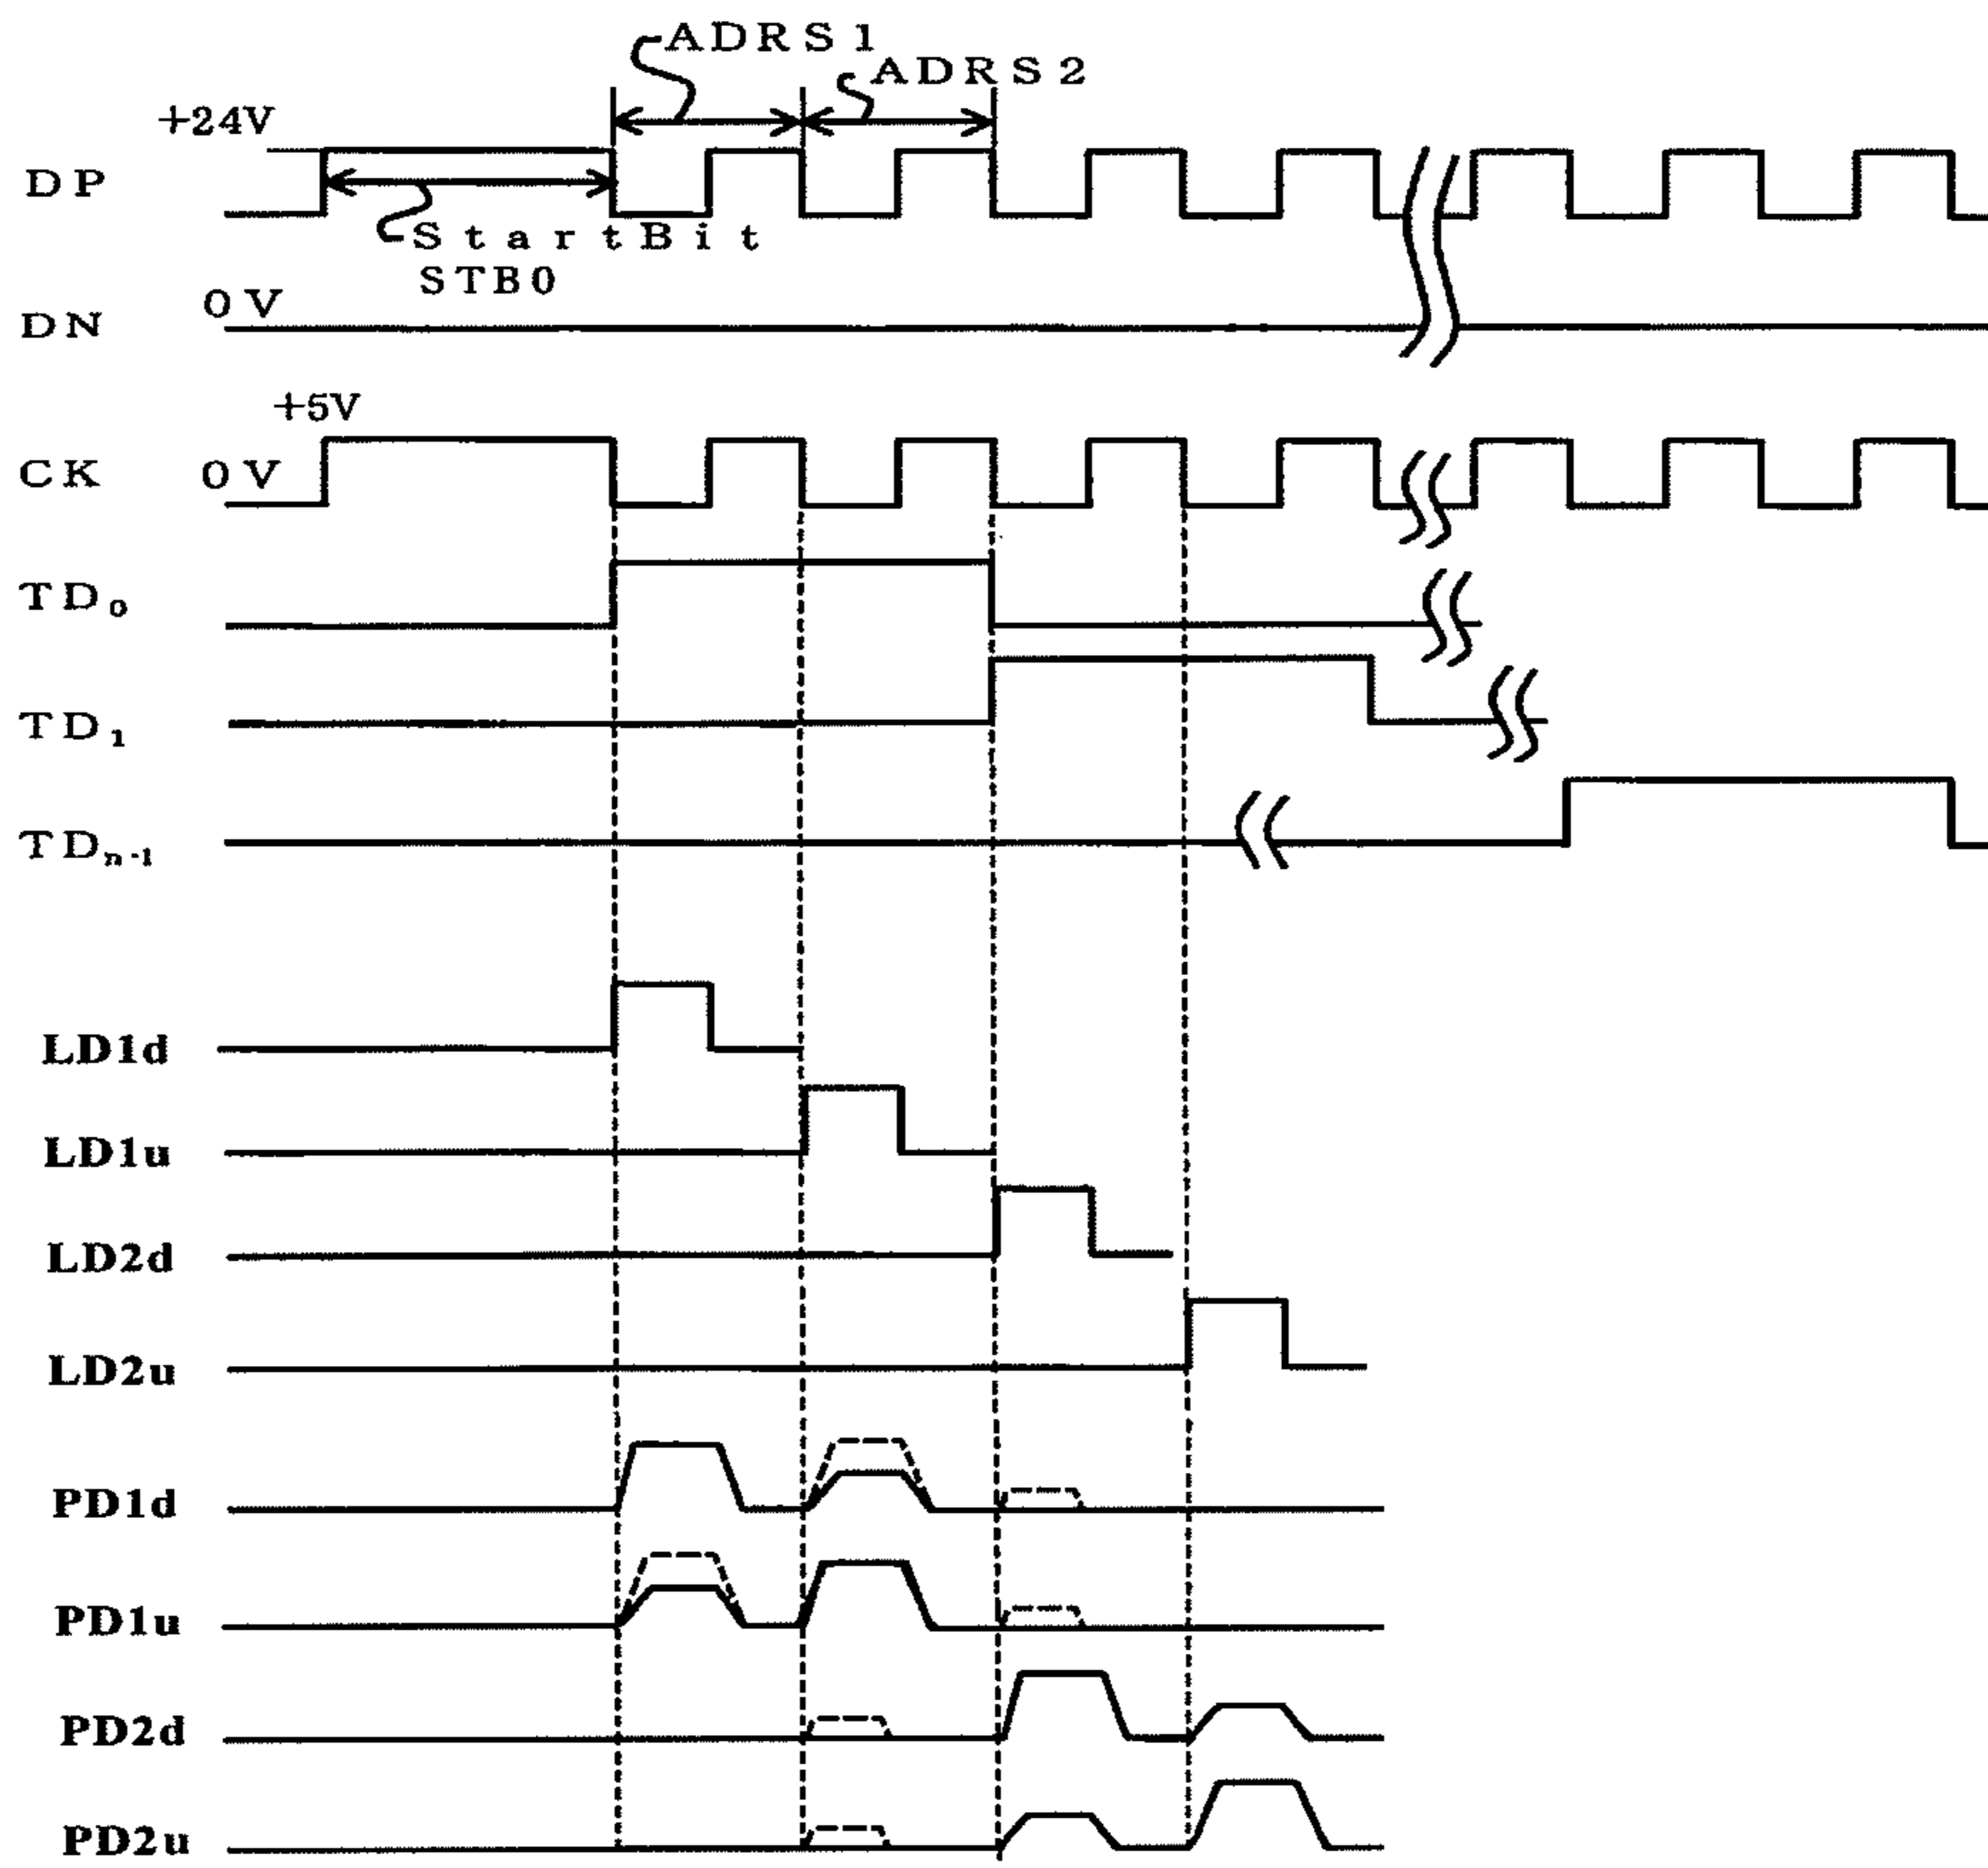 ADRS1
ADRS2
+24V
DP
StartBit
STB0
0V
DN
+5V
CK 0V
TD0
TD1
TDn-1
LD1d
LD1u
LD2d
LD2u
PD1d
PD1u
PD2d
PD2u